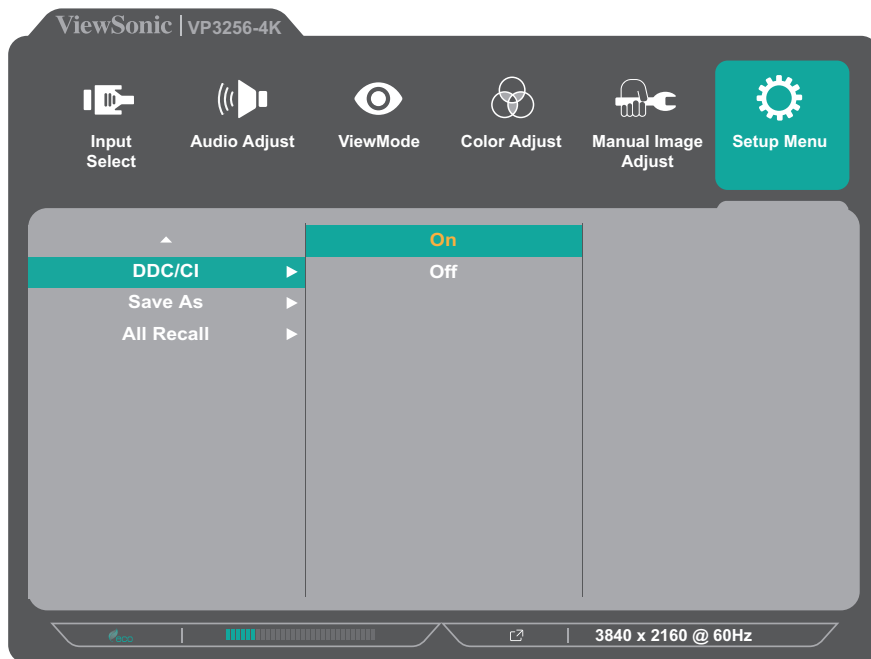 ViewSonic | VP3256-4K
Input Select
Audio Adjust
ViewMode
Color Adjust
Manual Image Adjust
Setup Menu
On
DDC/CI
Off
Save As
All Recall
eco
3840 x 2160 @ 60Hz